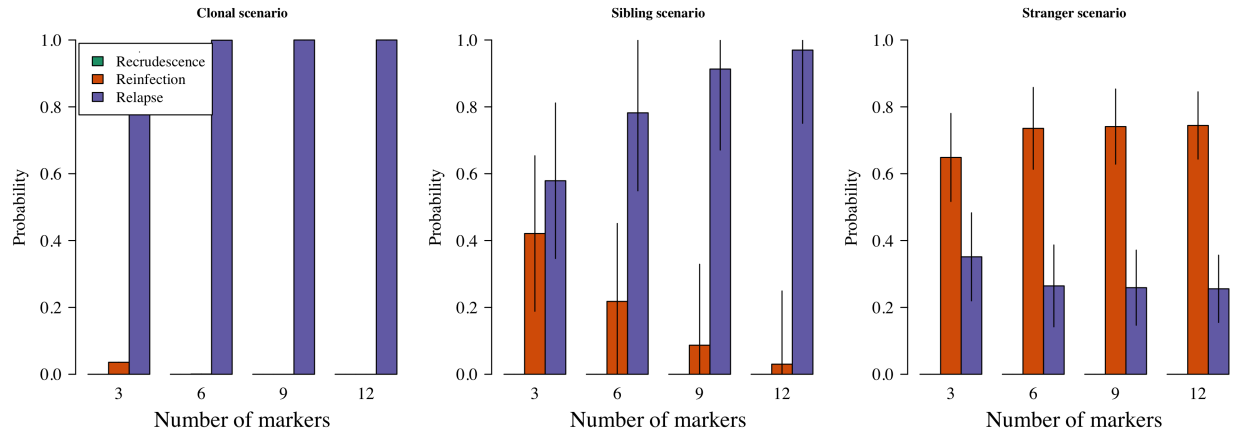 Clonal scenario
Probability
1.0
0.8
0.6
0.4
0.2
0.0
Recrudescence
Reinfection
Relapse
3 6 9 12
Number of markers
Sibling scenario
Probability
1.0
0.8
0.6
0.4
0.2
0.0
3 6 9 12
Number of markers
Stranger scenario
Probability
1.0
0.8
0.6
0.4
0.2
0.0
3 6 9 12
Number of markers